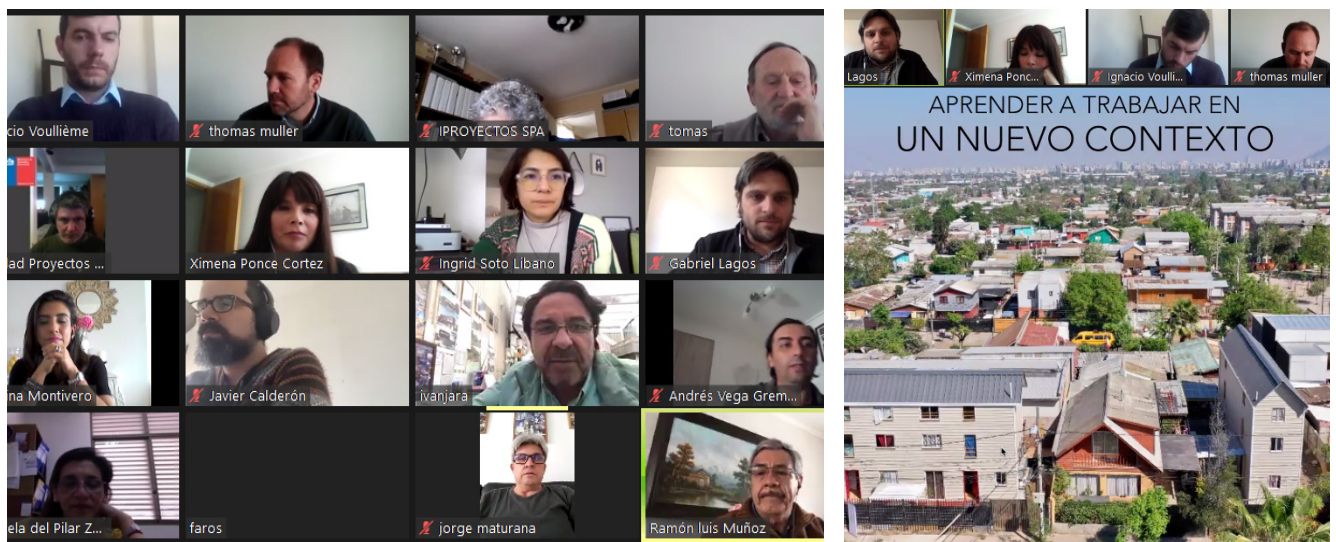 cio Voullième
thomas muller
IPROYECTOS SPA
tomas
dad Proyectos ...
Ximena Ponce Cortez
Ingrid Soto Libano
Gabriel Lagos
na Montivero
Javier Calderón
ivanjara
Andrés Vega Grem...
ela del Pilar Z...
faros
jorge maturana
Ramón luis Muñoz
Lagos
Ximena Ponc...
Ignacio Voulli...
thomas muller
APRENDER A TRABAJAR EN
UN NUEVO CONTEXTO